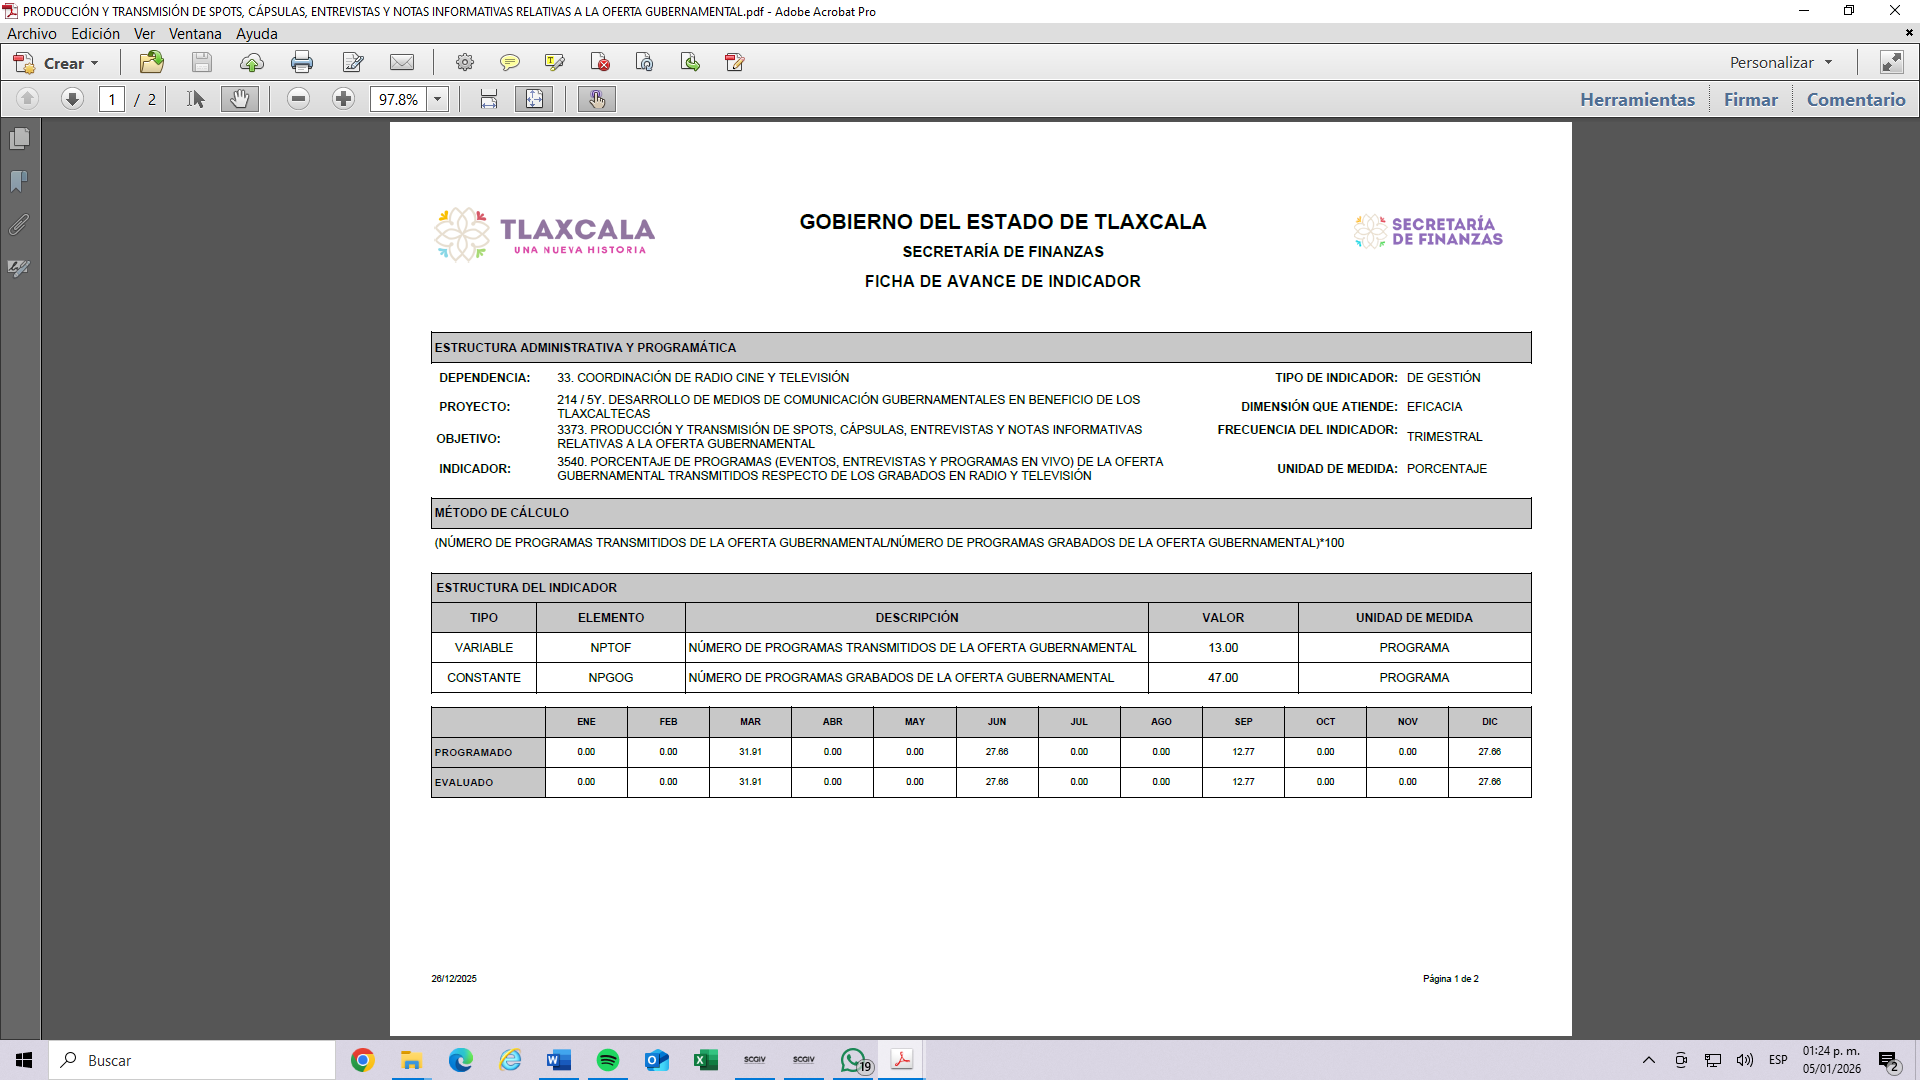 PRODUCCIÓN Y TRANSMISIÓN DE SPOTS, CÁPSULAS, ENTREVISTAS Y NOTAS INFORMATIVAS RELATIVAS A LA OFERTA GUBERNAMENTAL.pdf - Adobe Acrobat Pro
Archivo Edición Ver Ventana Ayuda
Crear Personalizar
1 / 2 97.8% Herramientas Firmar Comentario
TLAXCALA
UNA NUEVA HISTORIA
GOBIERNO DEL ESTADO DE TLAXCALA
SECRETARÍA DE FINANZAS
FICHA DE AVANCE DE INDICADOR
SECRETARÍA
DE FINANZAS
ESTRUCTURA ADMINISTRATIVA Y PROGRAMÁTICA
DEPENDENCIA: 33. COORDINACIÓN DE RADIO CINE Y TELEVISIÓN TIPO DE INDICADOR: DE GESTIÓN
PROYECTO: 214 / 5Y. DESARROLLO DE MEDIOS DE COMUNICACIÓN GUBERNAMENTALES EN BENEFICIO DE LOS
TLAXCALTECAS DIMENSIÓN QUE ATIENDE: EFICACIA
OBJETIVO: 3373. PRODUCCIÓN Y TRANSMISIÓN DE SPOTS, CÁPSULAS, ENTREVISTAS Y NOTAS INFORMATIVAS
RELATIVAS A LA OFERTA GUBERNAMENTAL FRECUENCIA DEL INDICADOR: TRIMESTRAL
INDICADOR: 3540. PORCENTAJE DE PROGRAMAS (EVENTOS, ENTREVISTAS Y PROGRAMAS EN VIVO) DE LA OFERTA
GUBERNAMENTAL TRANSMITIDOS RESPECTO DE LOS GRABADOS EN RADIO Y TELEVISIÓN UNIDAD DE MEDIDA: PORCENTAJE
MÉTODO DE CÁLCULO
(NÚMERO DE PROGRAMAS TRANSMITIDOS DE LA OFERTA GUBERNAMENTAL/NÚMERO DE PROGRAMAS GRABADOS DE LA OFERTA GUBERNAMENTAL)*100
ESTRUCTURA DEL INDICADOR
TIPO ELEMENTO DESCRIPCIÓN VALOR UNIDAD DE MEDIDA
VARIABLE NPTOF NÚMERO DE PROGRAMAS TRANSMITIDOS DE LA OFERTA GUBERNAMENTAL 13.00 PROGRAMA
CONSTANTE NPGOG NÚMERO DE PROGRAMAS GRABADOS DE LA OFERTA GUBERNAMENTAL 47.00 PROGRAMA
ENE FEB MAR ABR MAY JUN JUL AGO SEP OCT NOV DIC
PROGRAMADO 0.00 0.00 31.91 0.00 0.00 27.66 0.00 0.00 12.77 0.00 0.00 27.66
EVALUADO 0.00 0.00 31.91 0.00 0.00 27.66 0.00 0.00 12.77 0.00 0.00 27.66
26/12/2025 Página 1 de 2
Buscar
SCGIV SCGIV 19
ESP 01:24 p. m.
05/01/2026 2